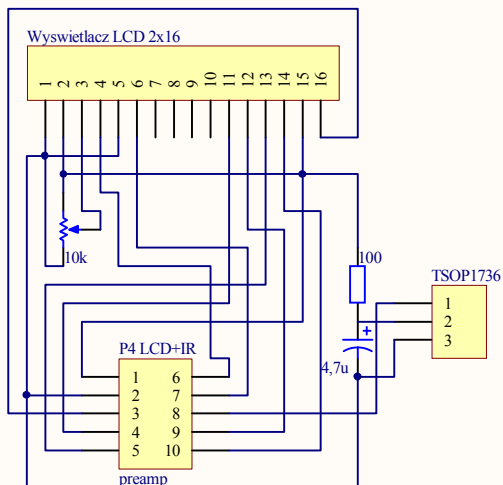 Wyswietlacz LCD 2x16
1 2 3 4 5 6 7 8 9 10 11 12 13 14 15 16
10k
100
TSOP1736
1
2
3
+
4,7u
P4 LCD+IR
1 6
2 7
3 8
4 9
5 10
preamp